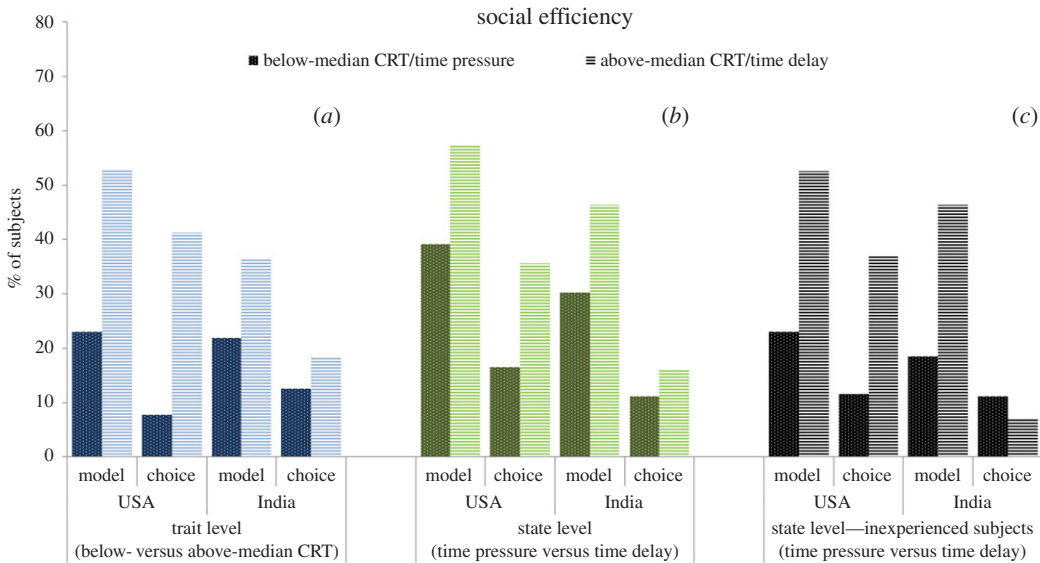 social efficiency
below-median CRT/time pressure above-median CRT/time delay
(a) (b) (c)
% of subjects
80
70
60
50
40
30
20
10
0
model choice model choice model choice model choice model choice model choice
USA India USA India USA India
trait level state level state level—inexperienced subjects
(below- versus above-median CRT) (time pressure versus time delay) (time pressure versus time delay)